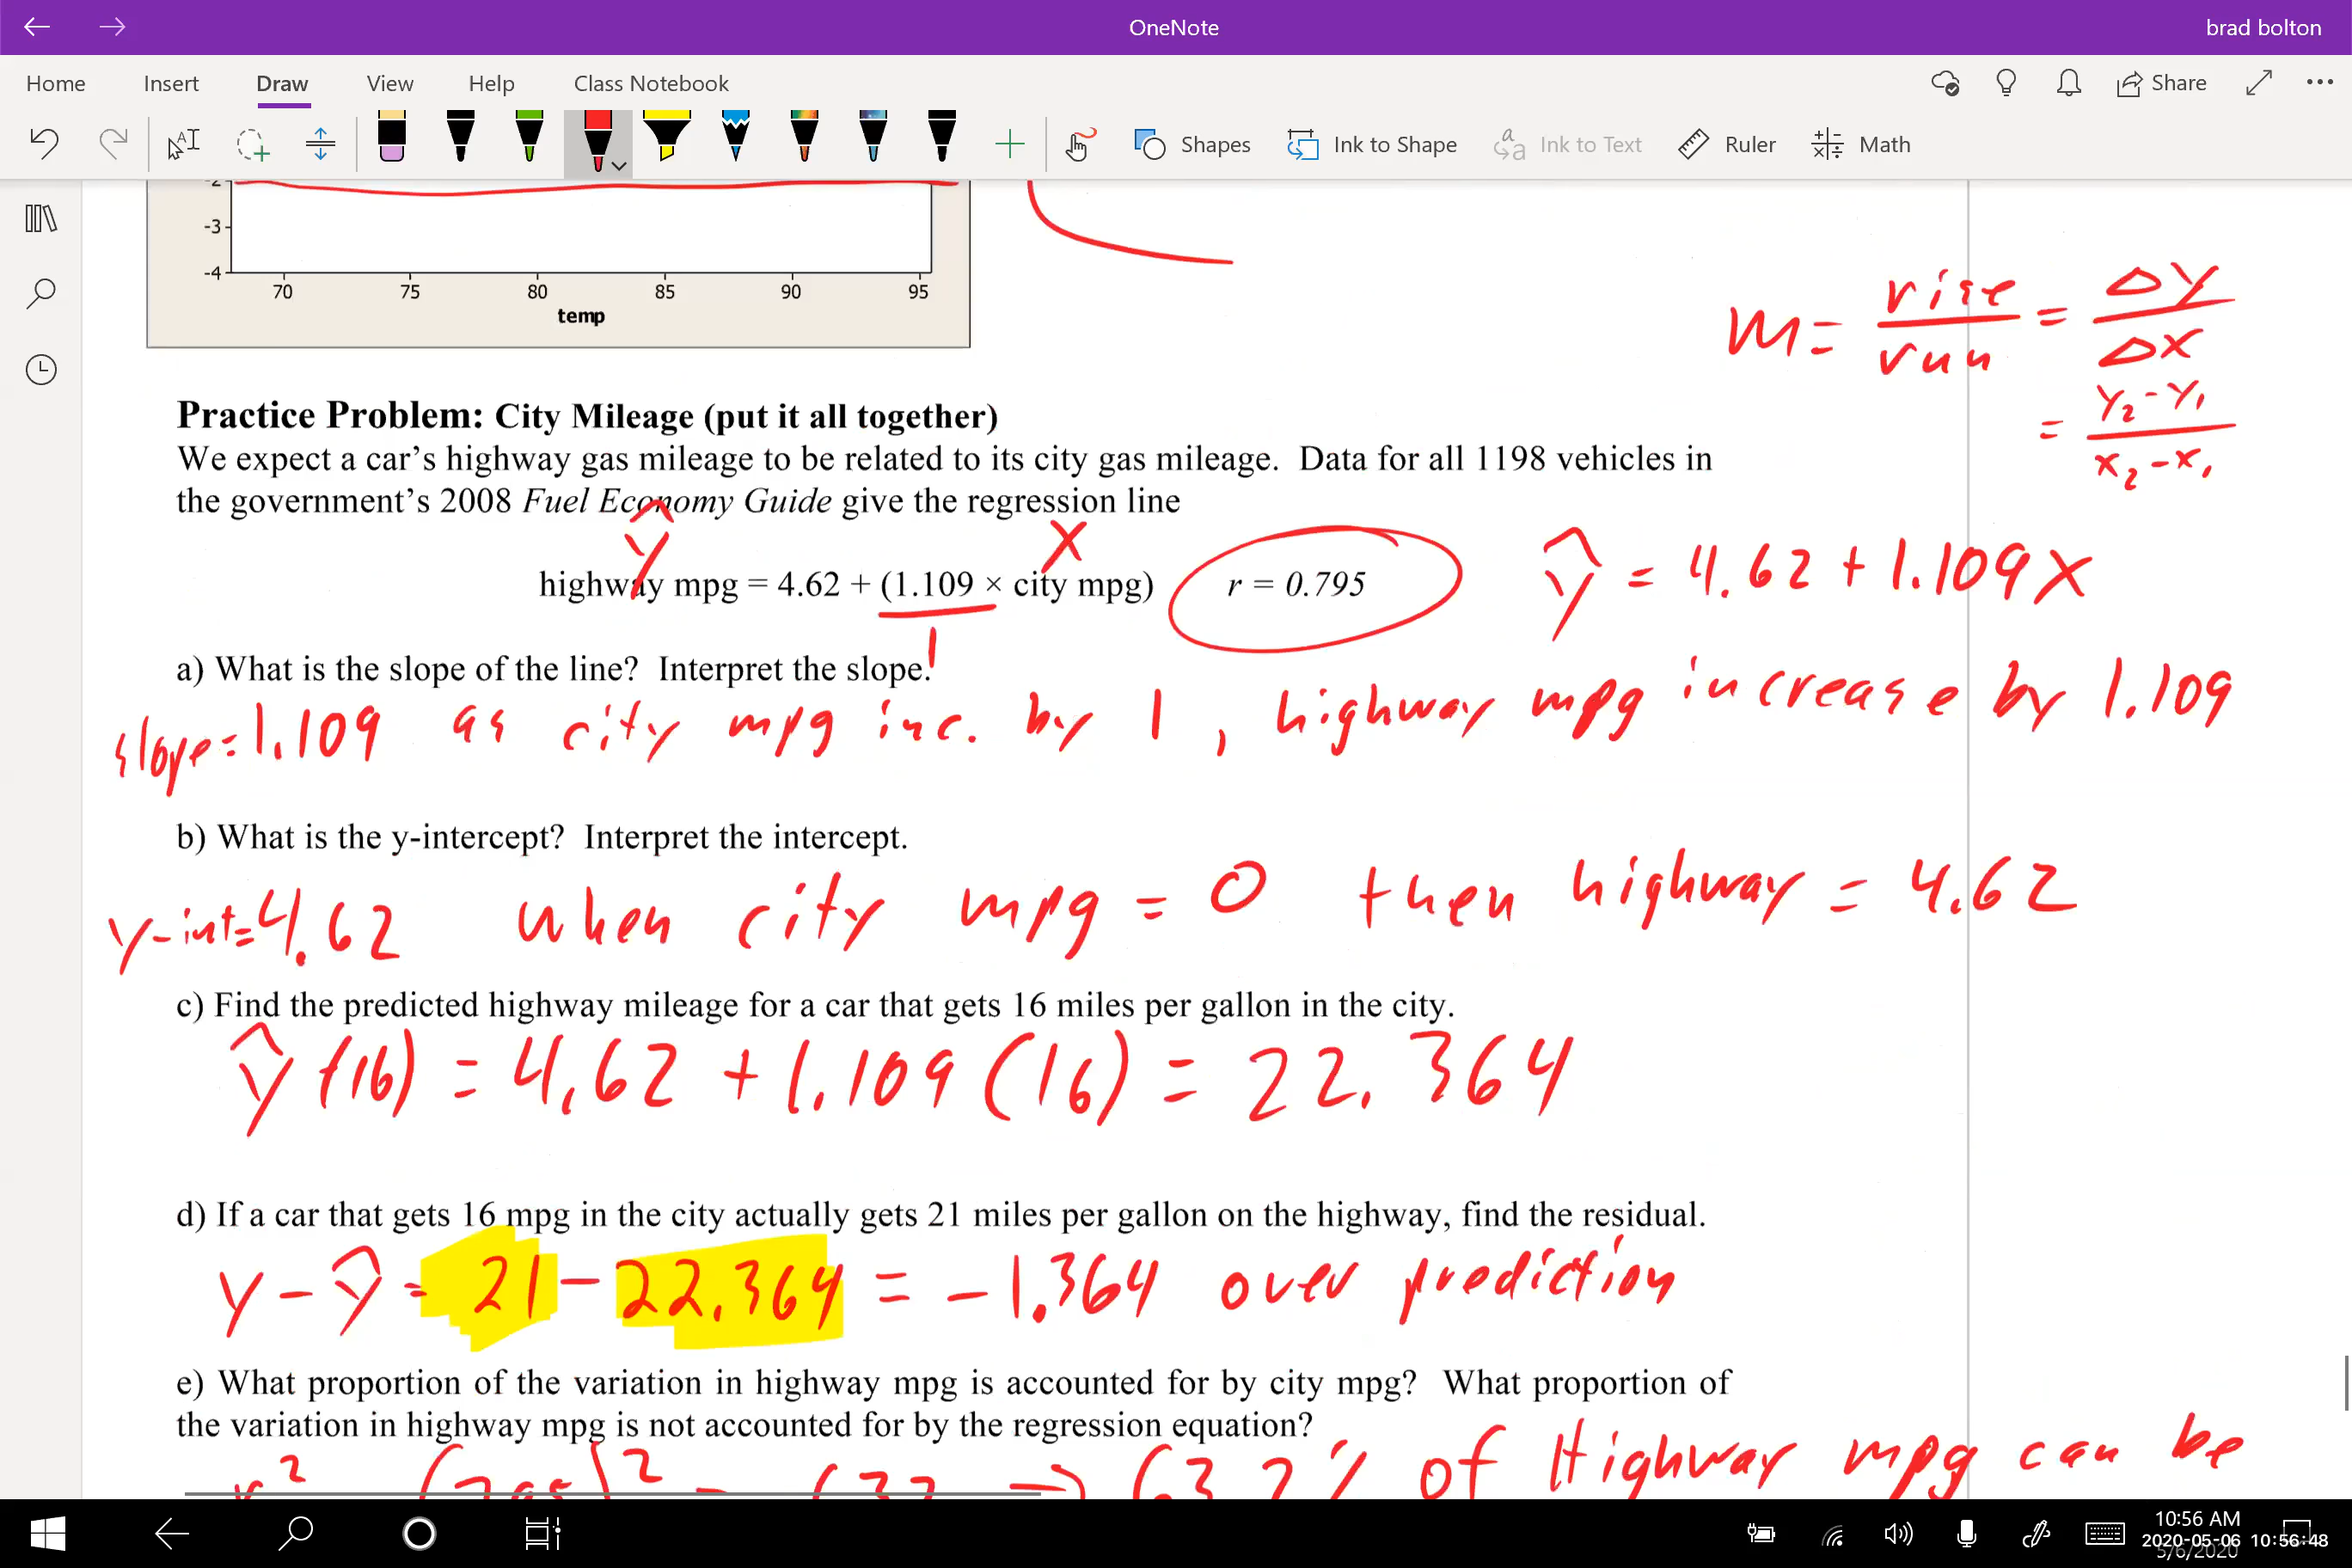 OneNote
brad bolton
Home Insert Draw View Help Class Notebook Share
Shapes Ink to Shape Ink to Text Ruler Math
-2
-3
-4
70 75 80 85 90 95
temp
m = rise/run = ΔY/ΔX
= Y₂-Y₁/X₂-X₁
Practice Problem: City Mileage (put it all together)
We expect a car's highway gas mileage to be related to its city gas mileage. Data for all 1198 vehicles in
the government's 2008 Fuel Economy Guide give the regression line
ŷ X
highway mpg = 4.62 + (1.109 × city mpg) r = 0.795 ŷ = 4.62 + 1.109X
1
a) What is the slope of the line? Interpret the slope.
slope=1.109 as city mpg inc. by 1, highway mpg increase by 1.109
b) What is the y-intercept? Interpret the intercept.
y-int=4.62 when city mpg = 0 then highway = 4.62
c) Find the predicted highway mileage for a car that gets 16 miles per gallon in the city.
ŷ(16) = 4.62 + 1.109(16) = 22.364
d) If a car that gets 16 mpg in the city actually gets 21 miles per gallon on the highway, find the residual.
y-ŷ = 21-22.364 = -1.364 over prediction
e) What proportion of the variation in highway mpg is accounted for by city mpg? What proportion of
the variation in highway mpg is not accounted for by the regression equation?
of Highway mpg can be
10:56 AM
2020-05-06 10:56:48
5/6/2020